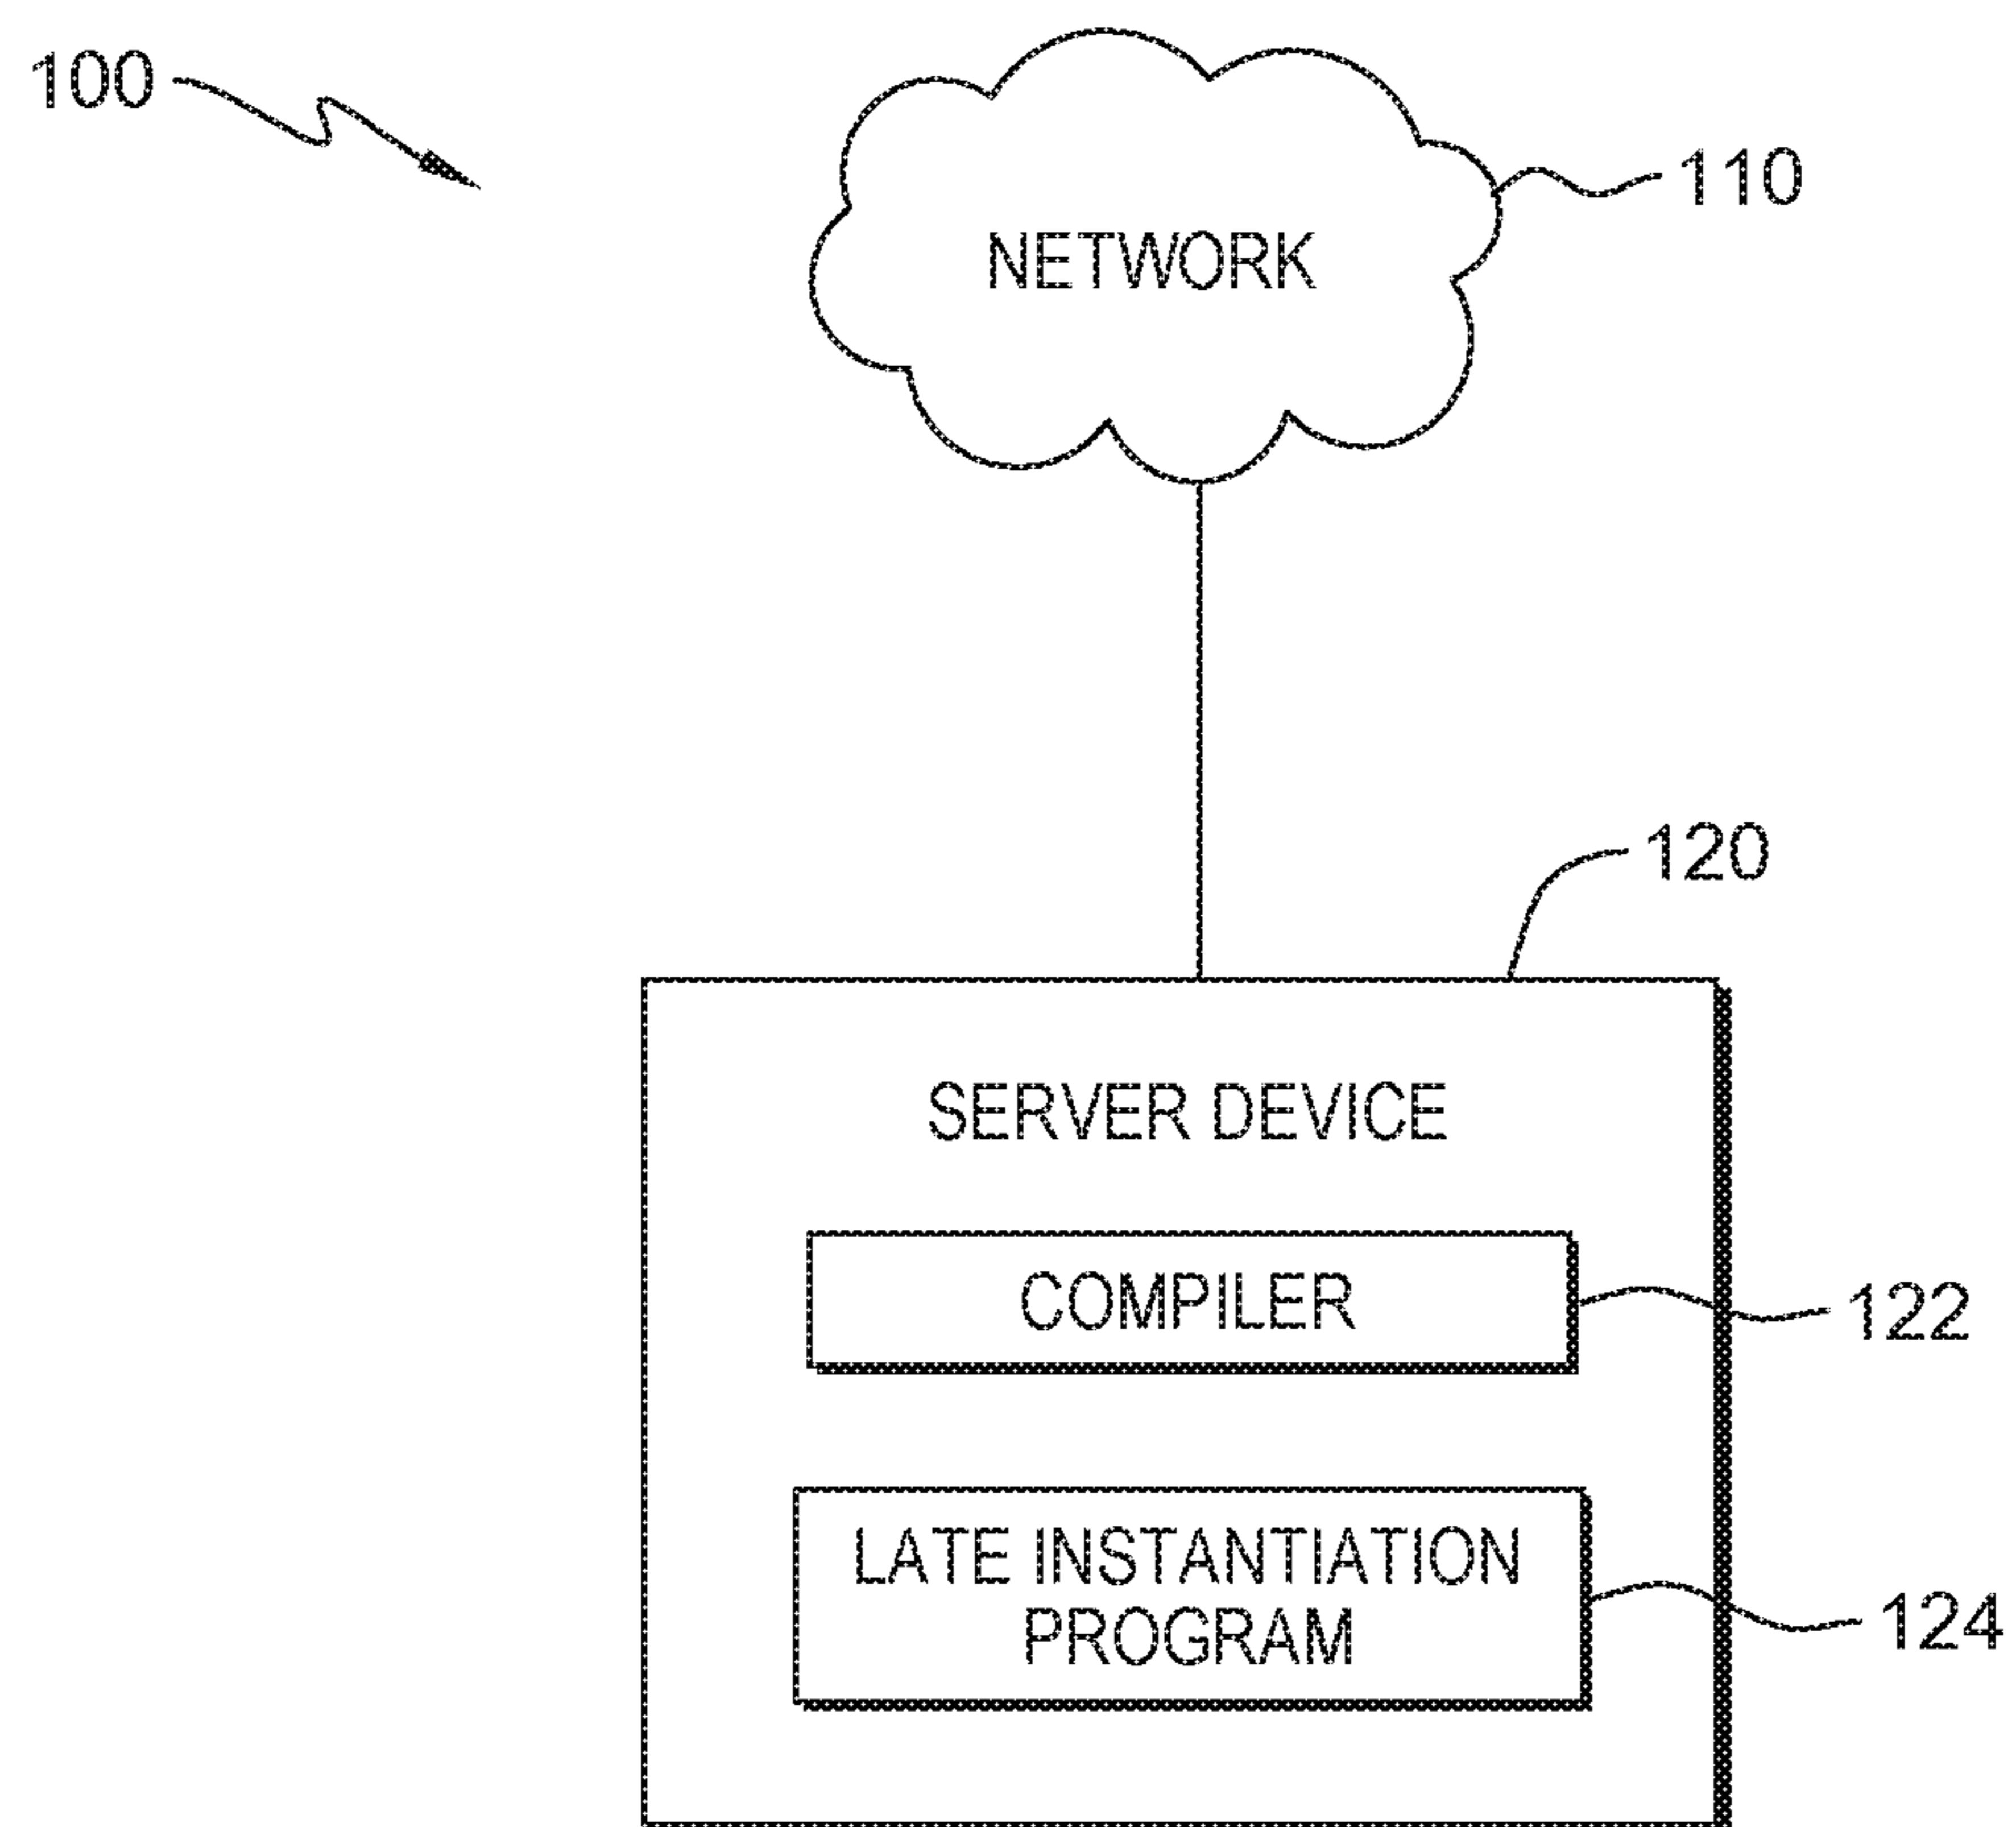 100
110
NETWORK
120
SERVER DEVICE
COMPILER
122
LATE INSTANTIATION
PROGRAM
124